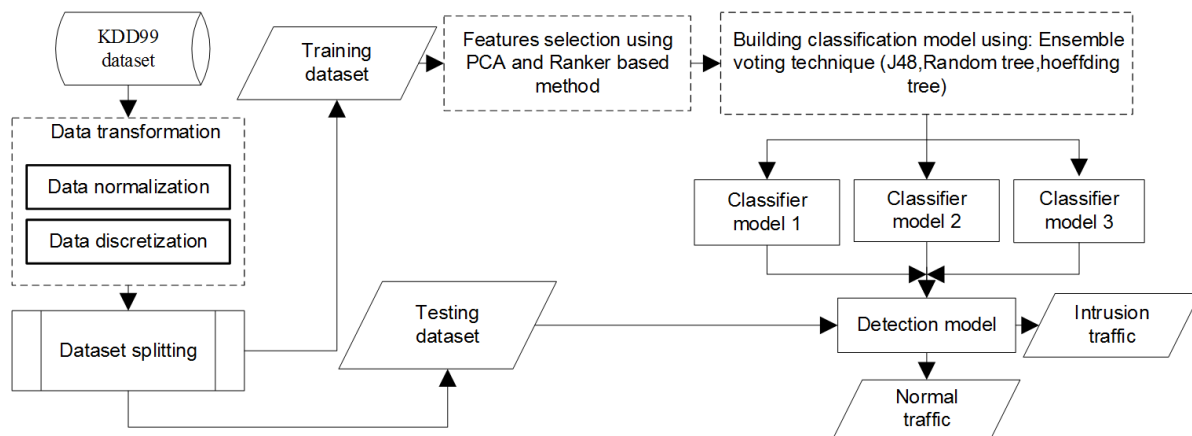 KDD99
dataset
Data transformation
Data normalization
Data discretization
Dataset splitting
Training
dataset
Testing
dataset
Features selection using
PCA and Ranker based
method
Building classification model using: Ensemble
voting technique (J48,Random tree,hoeffding
tree)
Classifier
model 1
Classifier
model 2
Classifier
model 3
Detection model
Intrusion
traffic
Normal
traffic